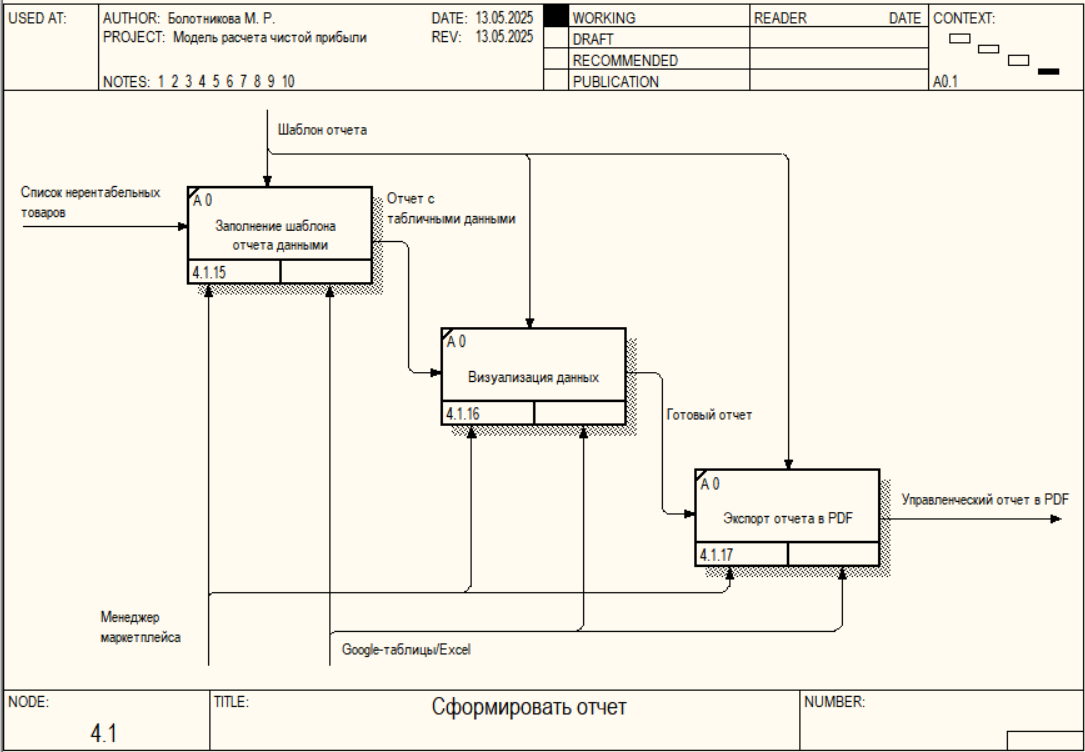 USED AT:
AUTHOR: Болотникова М. Р.
DATE: 13.05.2025
PROJECT: Модель расчета чистой прибыли
REV: 13.05.2025
NOTES: 1 2 3 4 5 6 7 8 9 10
WORKING
DRAFT
RECOMMENDED
PUBLICATION
READER DATE
CONTEXT:
A0.1
Шаблон отчета
Список нерентабельных
товаров
A 0
Заполнение шаблона
отчета данными
4.1.15
Отчет с
табличными данными
A 0
Визуализация данных
4.1.16
Готовый отчет
A 0
Экспорт отчета в PDF
4.1.17
Управленческий отчет в PDF
Менеджер
маркетплейса
Google-таблицы/Excel
NODE:
4.1
TITLE:
Сформировать отчет
NUMBER: